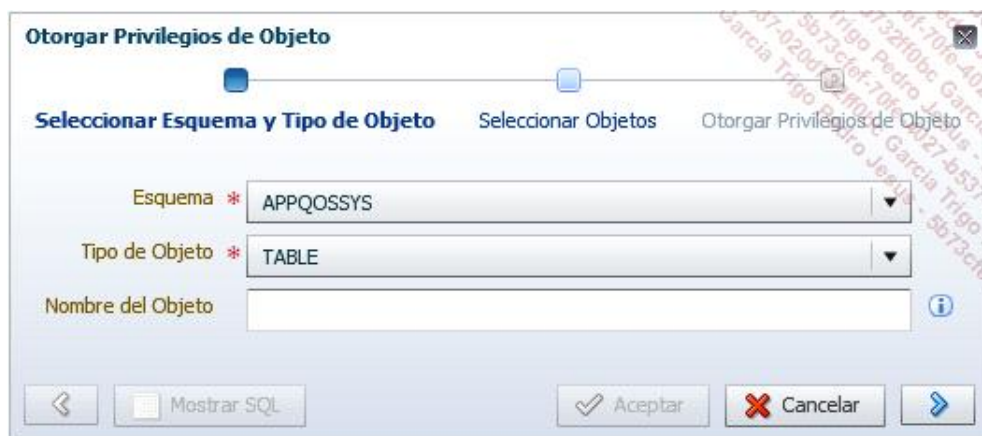 Otorgar Privilegios de Objeto
Seleccionar Esquema y Tipo de Objeto Seleccionar Objetos Otorgar Privilegios de Objeto
Esquema * APPQOSSYS
Tipo de Objeto * TABLE
Nombre del Objeto
Mostrar SQL Aceptar Cancelar